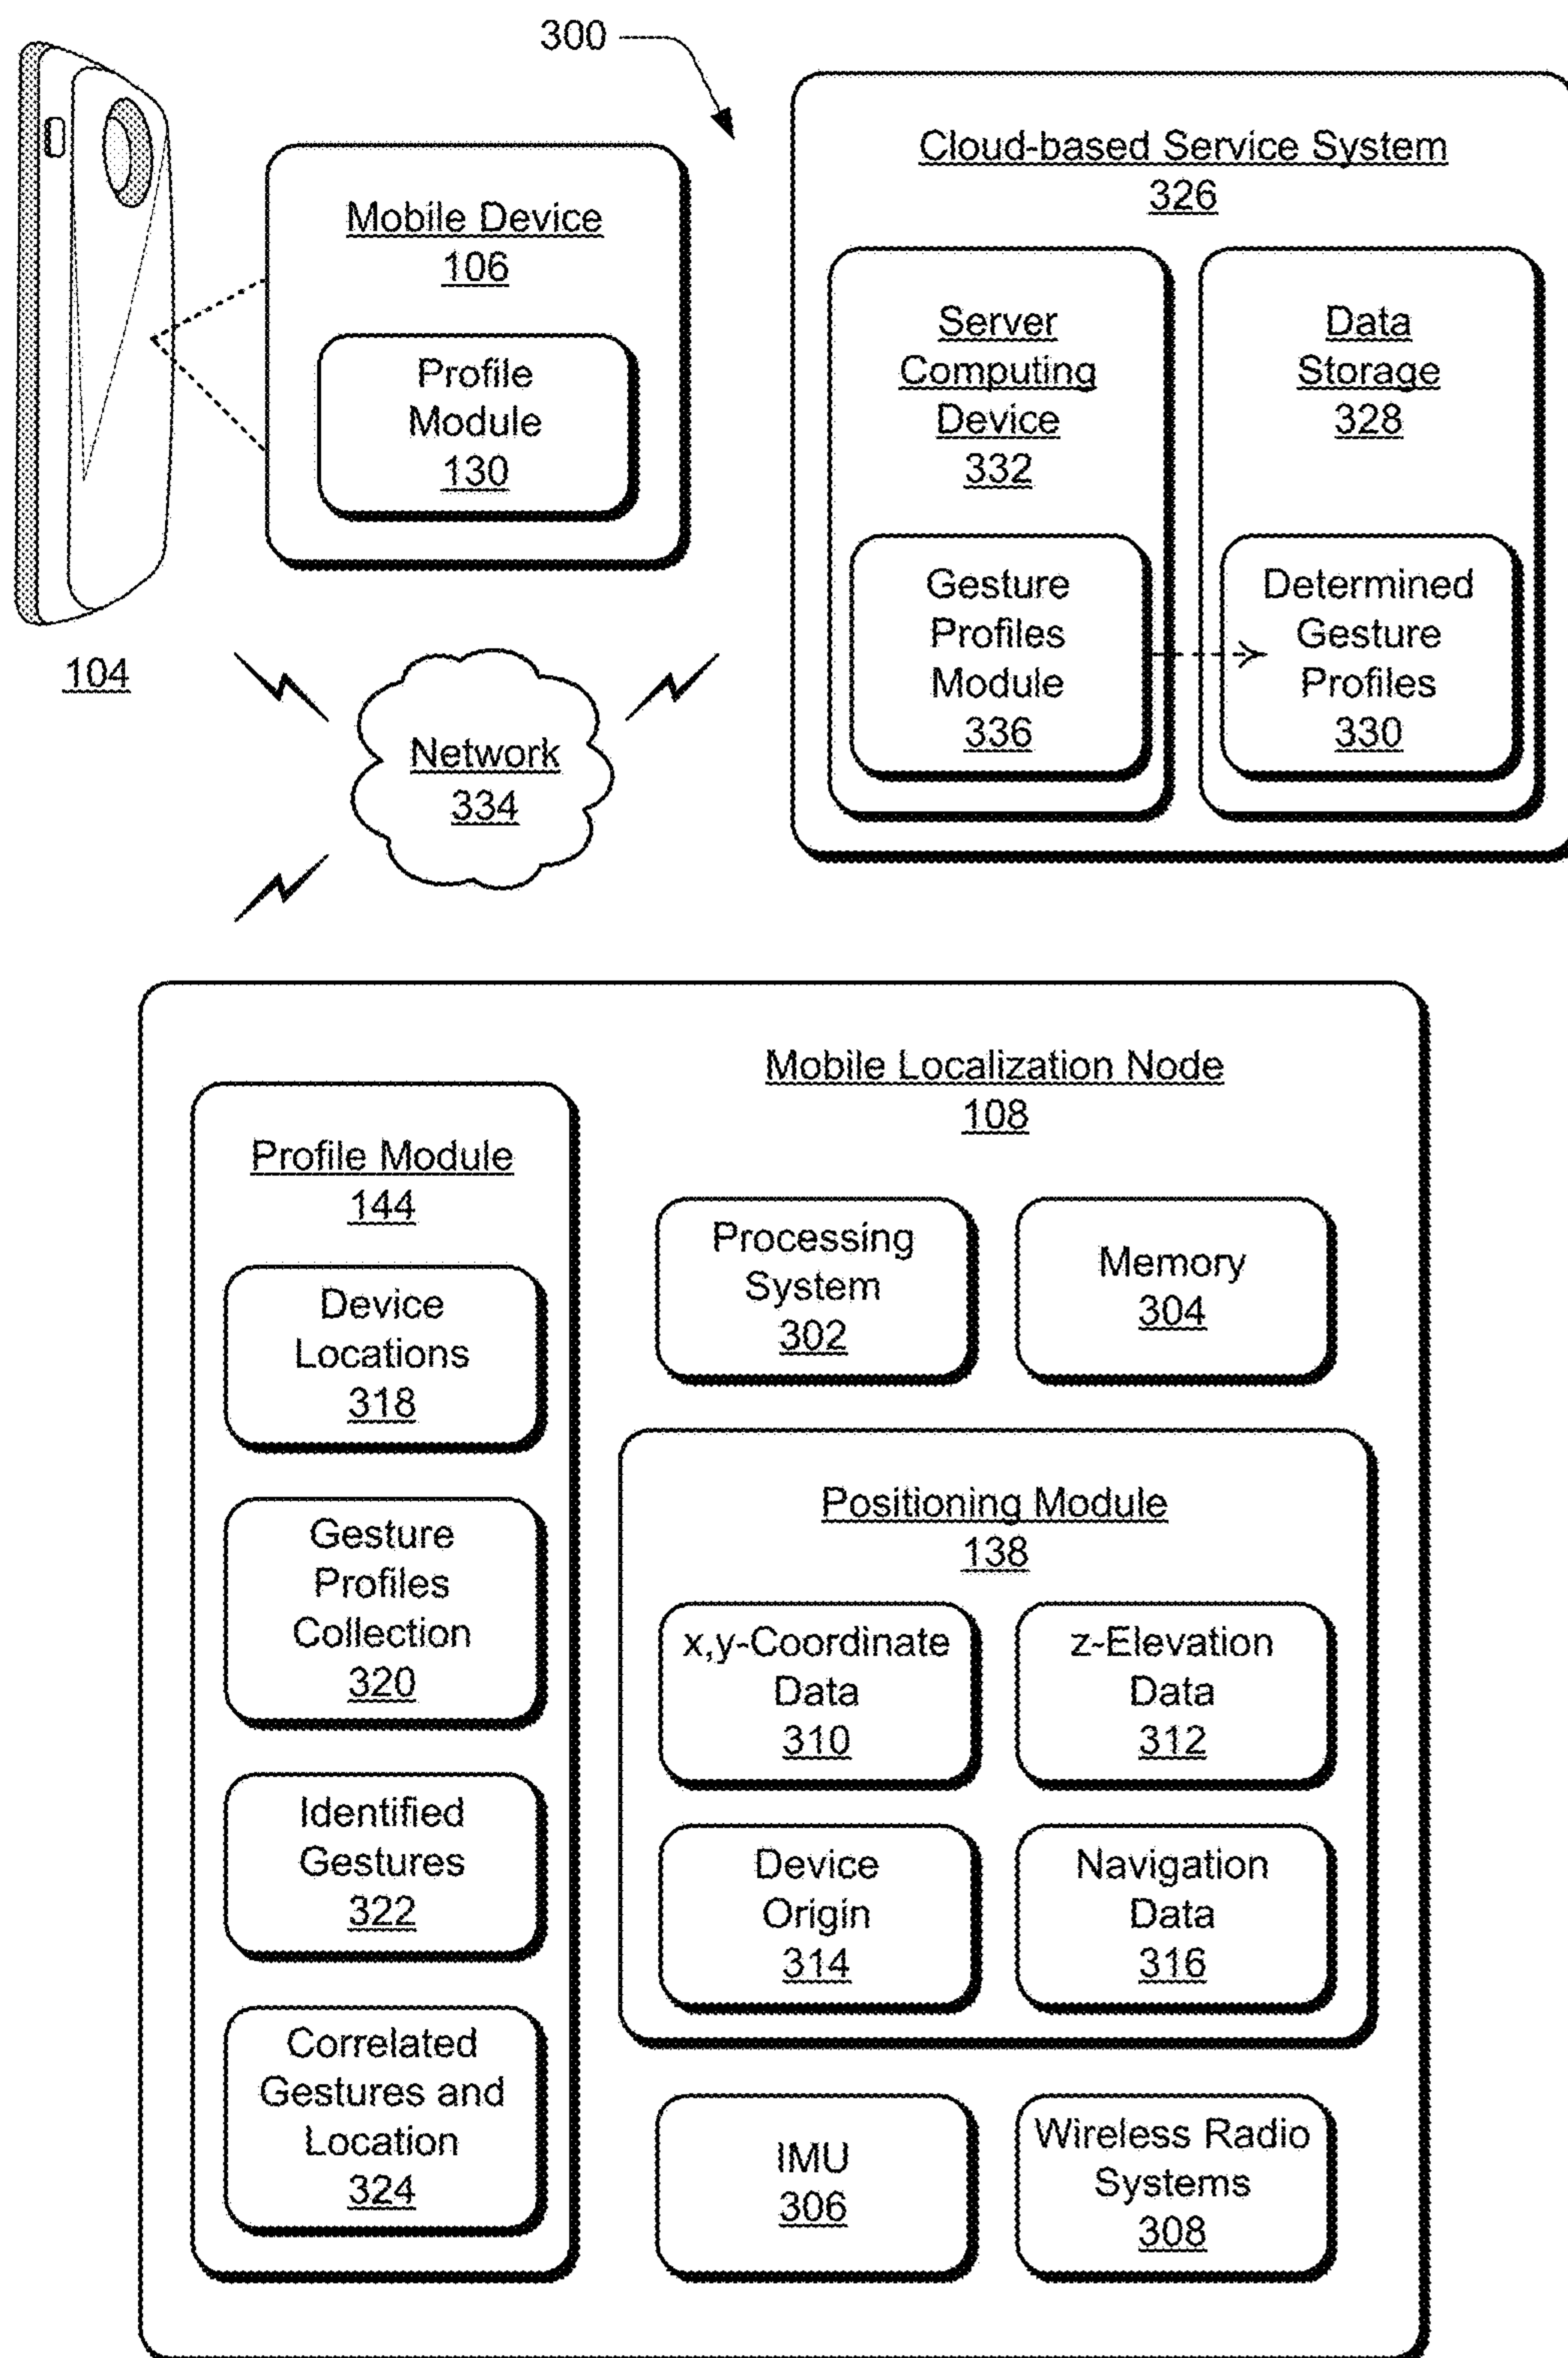 300
Mobile Device
106
Profile
Module
130
104
Cloud-based Service System
326
Server
Computing
Device
332
Gesture
Profiles
Module
336
Data
Storage
328
Determined
Gesture
Profiles
330
Network
334
Mobile Localization Node
108
Profile Module
144
Device
Locations
318
Gesture
Profiles
Collection
320
Identified
Gestures
322
Correlated
Gestures and
Location
324
Processing
System
302
Memory
304
Positioning Module
138
x,y-Coordinate
Data
310
z-Elevation
Data
312
Device
Origin
314
Navigation
Data
316
IMU
306
Wireless Radio
Systems
308